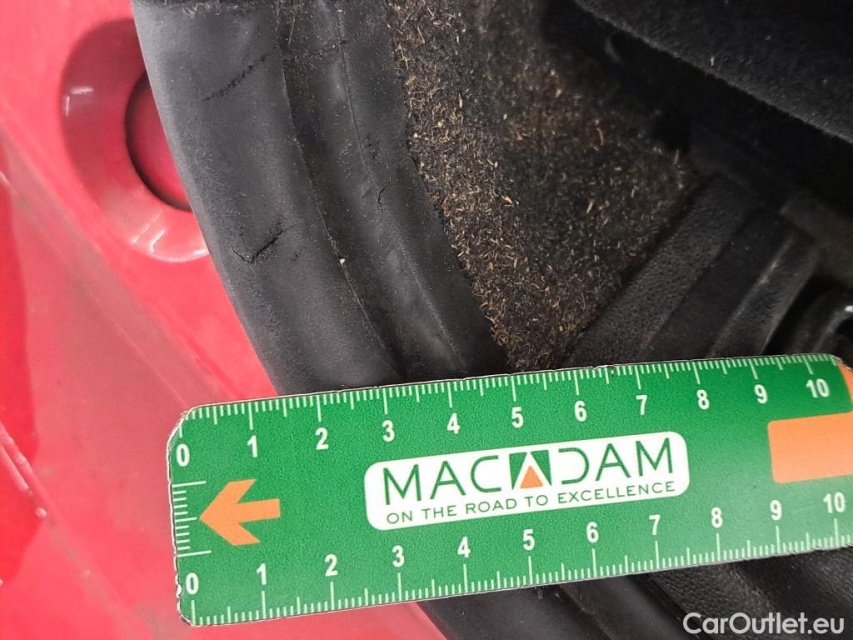 0 1 2 3 4 5 6 7 8 9 10
MACADAM
ON THE ROAD TO EXCELLENCE
0 1 2 3 4 5 6 7 8 9 10
CarOutlet.eu